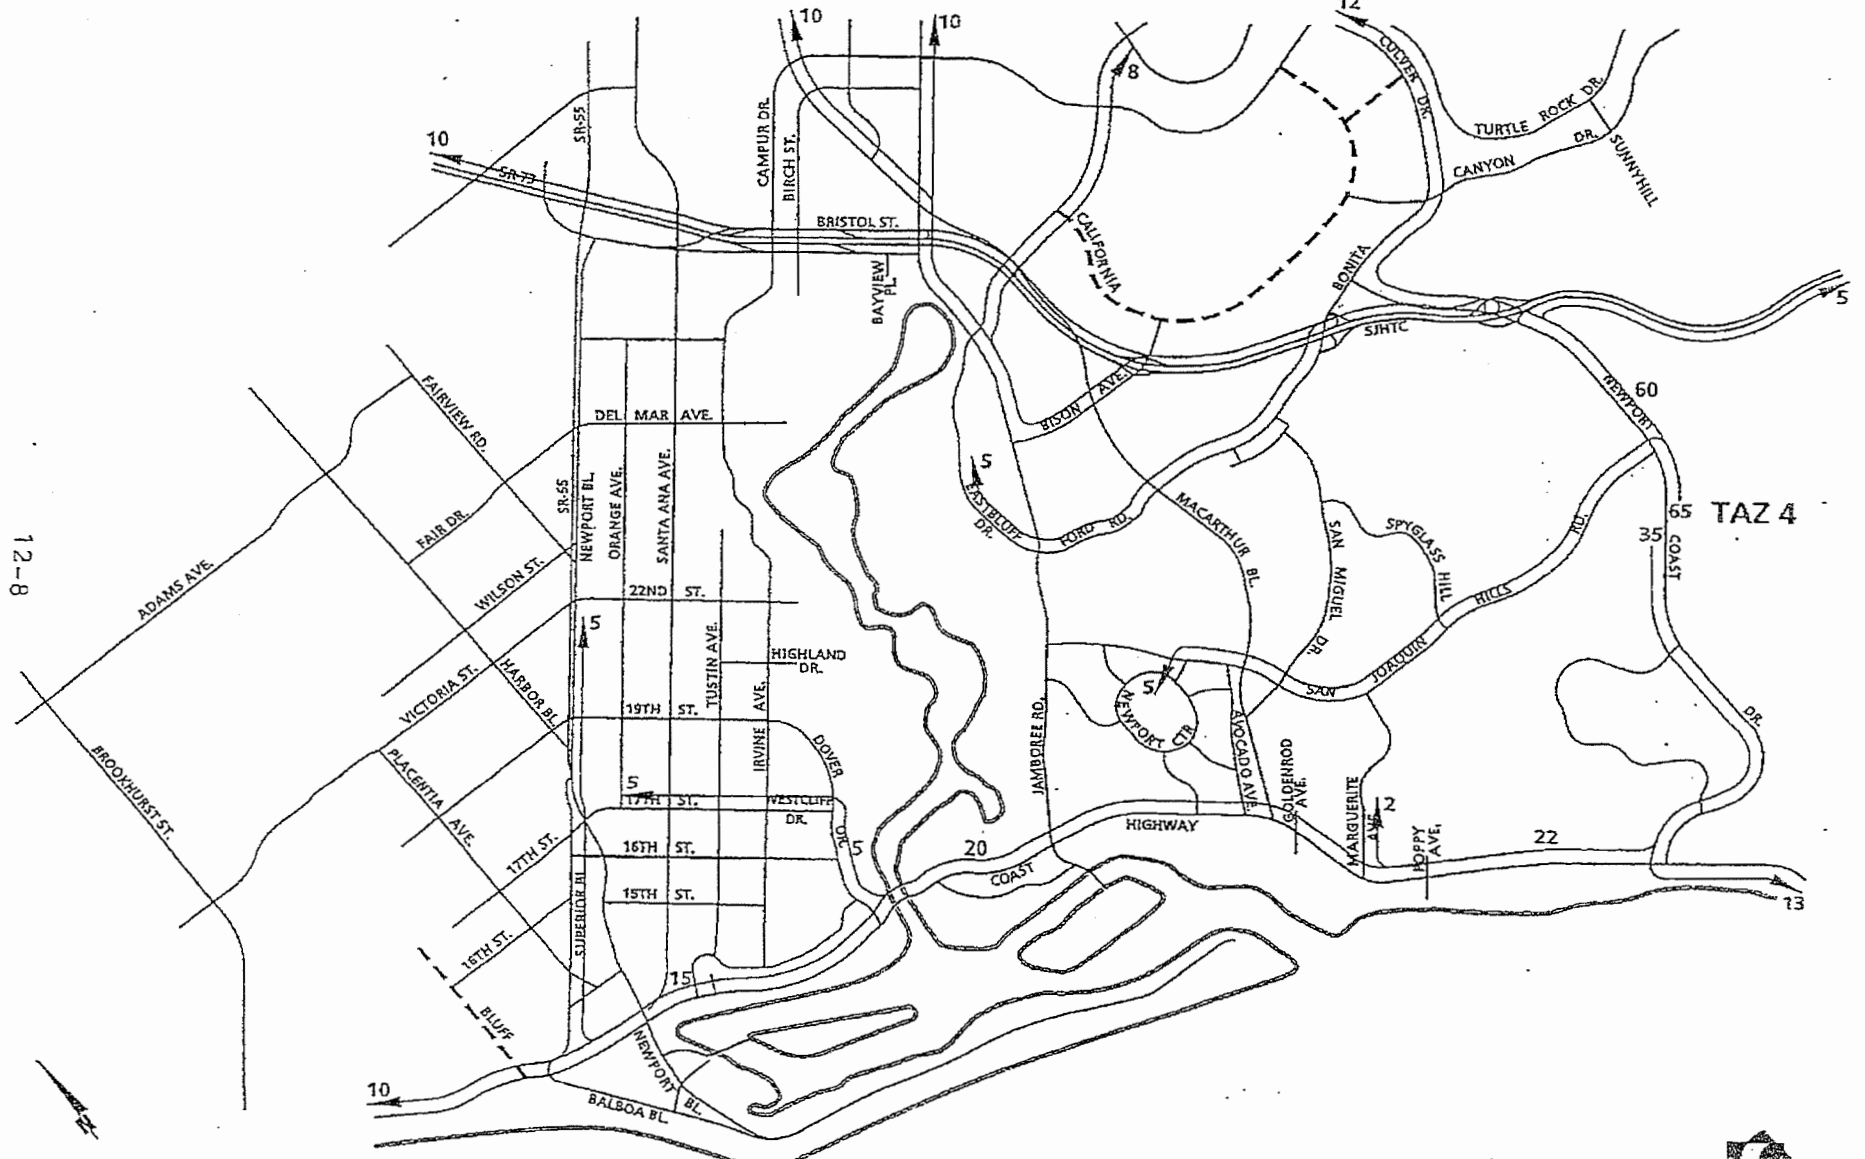 10
10
12
8
CULVER DR.
TURTLE ROCK DR.
CANYON DR.
SUNNYHILL
SR-55
CAMPUR DR.
BIRCH ST.
10
SR-73
BRISTOL ST.
BAYVIEW PL.
CALIFORNIA
BONITA
SJHTC
5
FAIRVIEW RD.
DEL MAR AVE.
BISON AVE.
NEWPORT
60
SR-55
NEWPORT BL.
ORANGE AVE.
SANTA ANA AVE.
5
EASTBLUFF DR.
FORD RD.
MACARTHUR BL.
SAN MIGUEL DR.
SPYGLASS HILL
65
TAZ 4
35
COAST
DR.
FAIR DR.
WILSON ST.
ADAMS AVE.
12-8
22ND ST.
5
TUSTIN AVE.
HIGHLAND DR.
VICTORIA ST.
HARBOR BL.
19TH ST.
IRVINE AVE.
DOVER
DR.
JAMBOREE RD.
NEWPORT CTR
5
SAN JOAQUIN HILLS RD.
AVOCADO AVE.
GOLDENROD AVE.
MARGUERITE AVE.
2
POPPY AVE.
BROOKHURST ST.
PLACENTIA AVE.
5
17TH ST.
WESTCLIFF DR.
17TH ST.
16TH ST.
5
20
HIGHWAY
22
COAST
13
15TH ST.
SUPERIOR BL
16TH ST.
15
BLUFF
NEWPORT BL.
10
BALBOA BL.
N